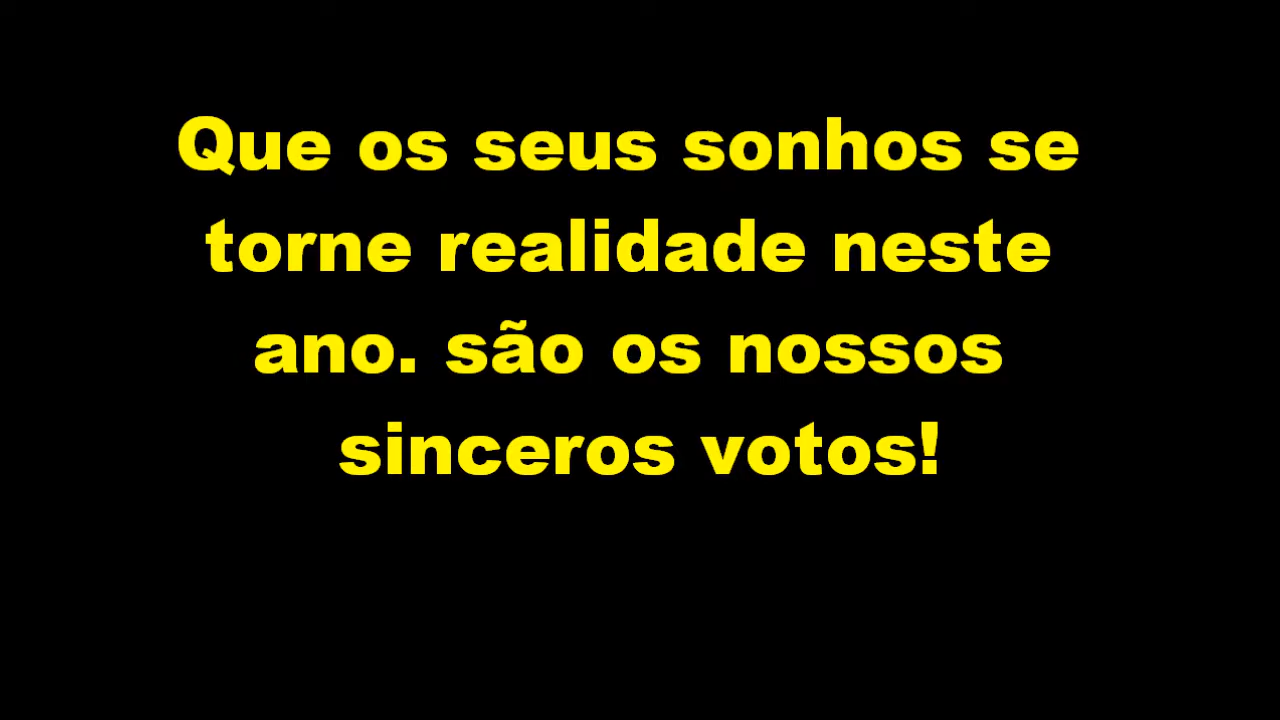 Que os seus sonhos se
torne realidade neste
ano. são os nossos
sinceros votos!